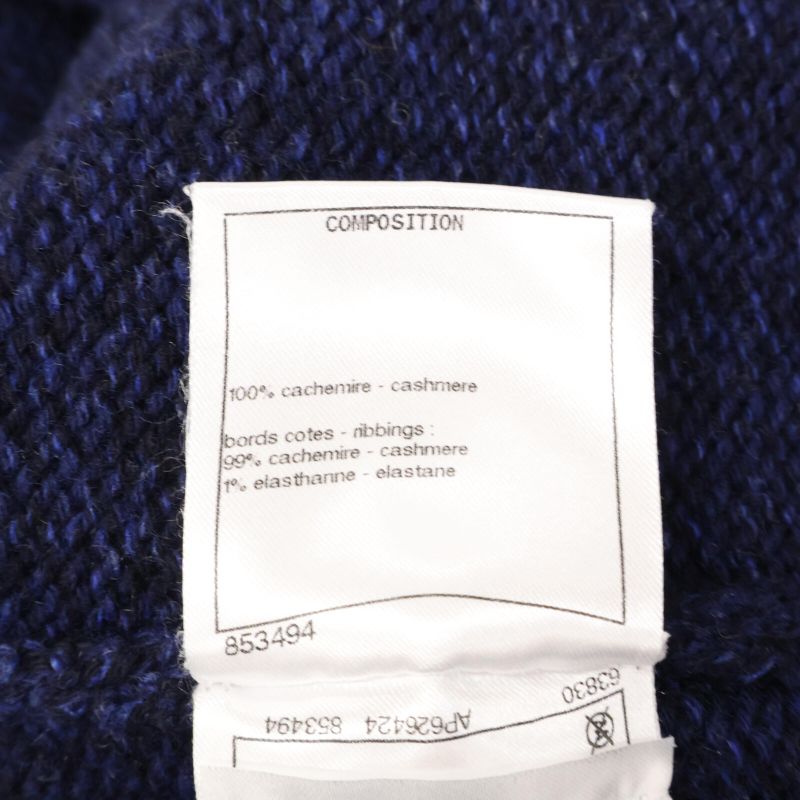 COMPOSITION
100% cachemire - cashmere
bords cotes - ribbings :
99% cachemire - cashmere
1% elasthanne - elastane
853494
63830
AP626424 853494